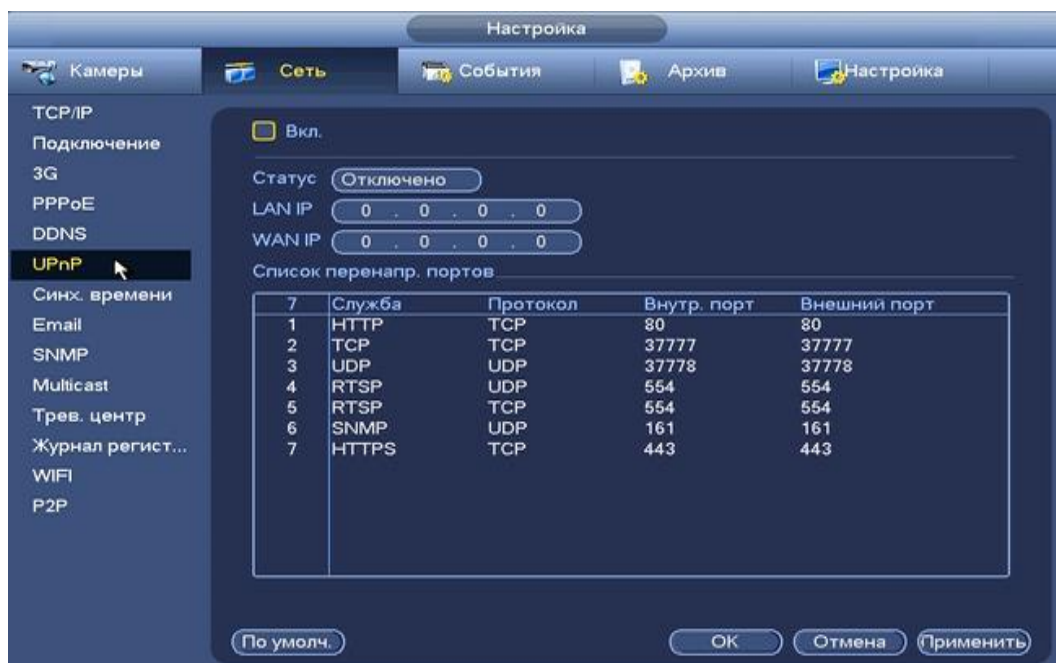 Настройка
Камеры
Сеть
События
Архив
Настройка
TCP/IP
Подключение
3G
PPPoE
DDNS
UPnP
Синх. времени
Email
SNMP
Multicast
Трев. центр
Журнал регист...
WIFI
P2P
Вкл.
Статус Отключено
LAN IP 0 . 0 . 0 . 0
WAN IP 0 . 0 . 0 . 0
Список перенапр. портов
7 Служба Протокол Внутр. порт Внешний порт
1 HTTP TCP 80 80
2 TCP TCP 37777 37777
3 UDP UDP 37778 37778
4 RTSP UDP 554 554
5 RTSP TCP 554 554
6 SNMP UDP 161 161
7 HTTPS TCP 443 443
По умолч. OK Отмена Применить